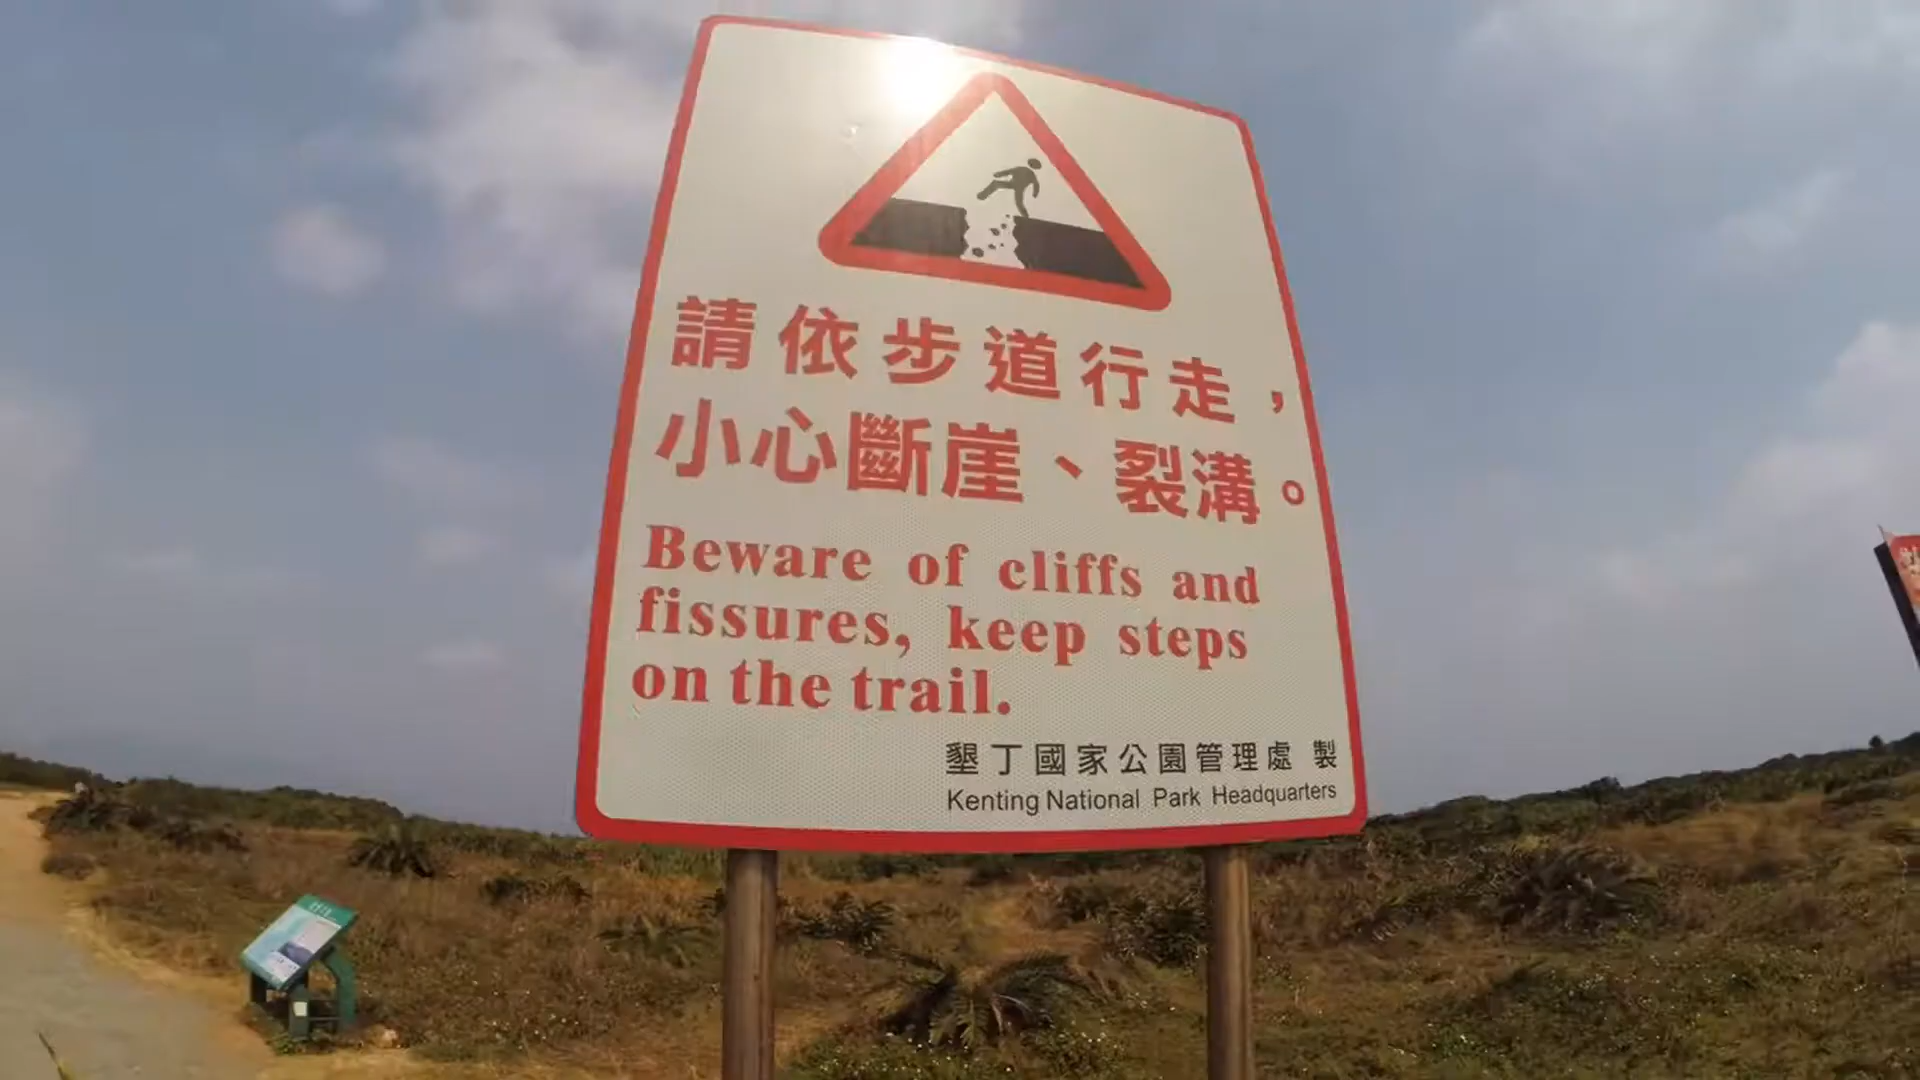 請依步道行走，
小心斷崖、裂溝。
Beware of cliffs and
fissures, keep steps
on the trail.
墾丁國家公園管理處 製
Kenting National Park Headquarters